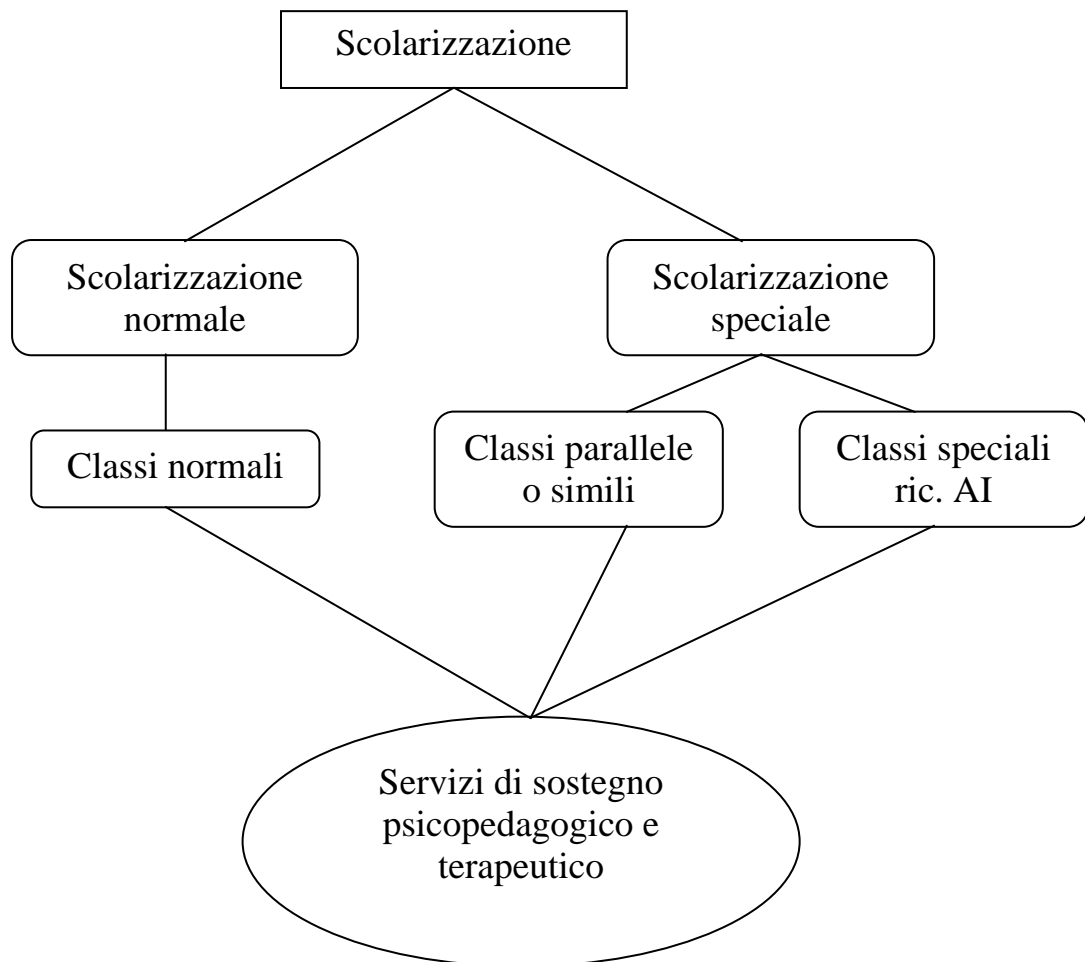 Scolarizzazione
Scolarizzazione
normale
Scolarizzazione
speciale
Classi normali
Classi parallele
o simili
Classi speciali
ric. AI
Servizi di sostegno
psicopedagogico e
terapeutico